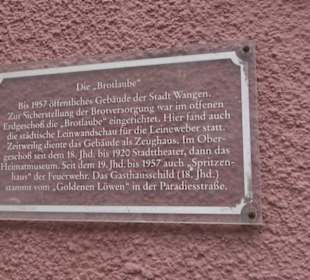 Die „Brotlaube"
Bis 1957 öffentliches Gebäude der Stadt Wangen.
Zur Sicherstellung der Brotversorgung war im offenen
Erdgeschoß die „Brotlaube" eingerichtet. Hier fand auch
die städtische Leinwandschau für die Leineweber statt.
Zeitweilig diente das Gebäude als Zeughaus. Im Ober-
geschoß seit dem 18. Jhd. bis 1920 Stadttheater, dann das
Heimatmuseum. Seit dem 19. Jhd. bis 1957 auch „Spritzen-
haus" der Feuerwehr. Das Gasthausschild (18. Jhd.)
stammt vom „Goldenen Löwen" in der Paradiesstraße.